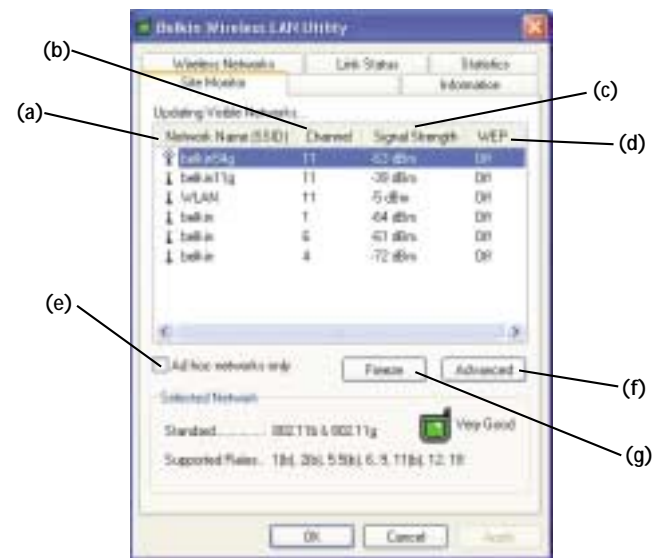 Belkin Wireless LAN Utility
(b)
Wireless Networks Link Status Statistics
Site Monitor Information
(c)
Updating Visible Networks...
(a) Network Name (SSID) Channel Signal Strength WEP (d)
belkin54g 11 -63 dBm Off
belkin11g 11 -39 dBm Off
WLAN 11 -5 dBm Off
belkin 1 -64 dBm Off
belkin 6 -61 dBm Off
belkin 4 -72 dBm Off
(e)
Ad hoc networks only Freeze Advanced
(f)
Selected Network
Standard 802.11b & 802.11g Very Good
(g)
Supported Rates 1(b), 2(b), 5.5(b), 6, 9, 11(b), 12, 18
OK Cancel Apply